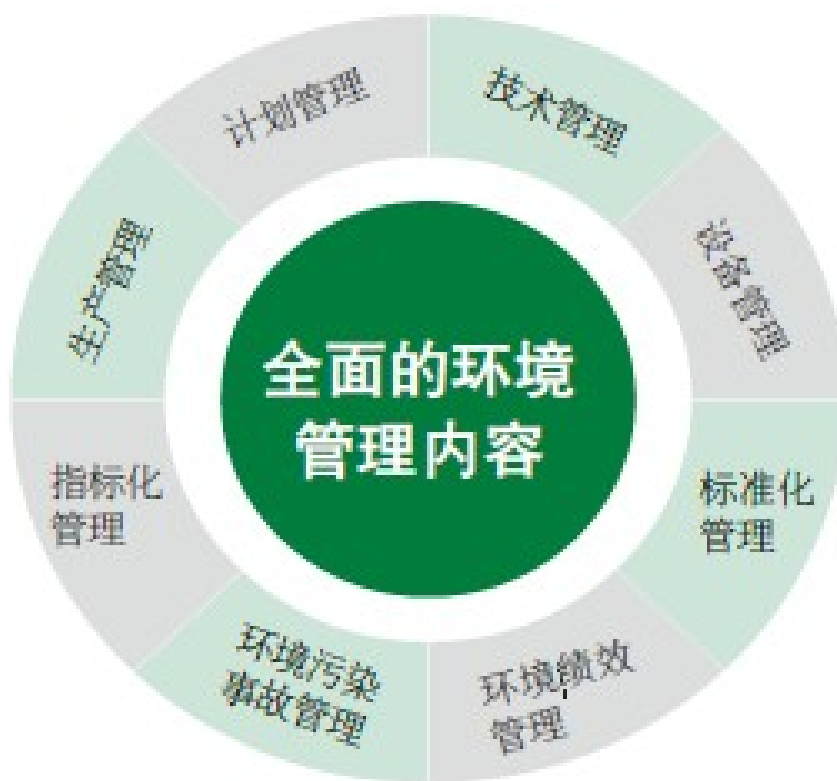 全面的环境
管理内容
计划管理
技术管理
设备管理
标准化
管理
环境绩效
管理
环境污染
事故管理
指标化
管理
生产管理